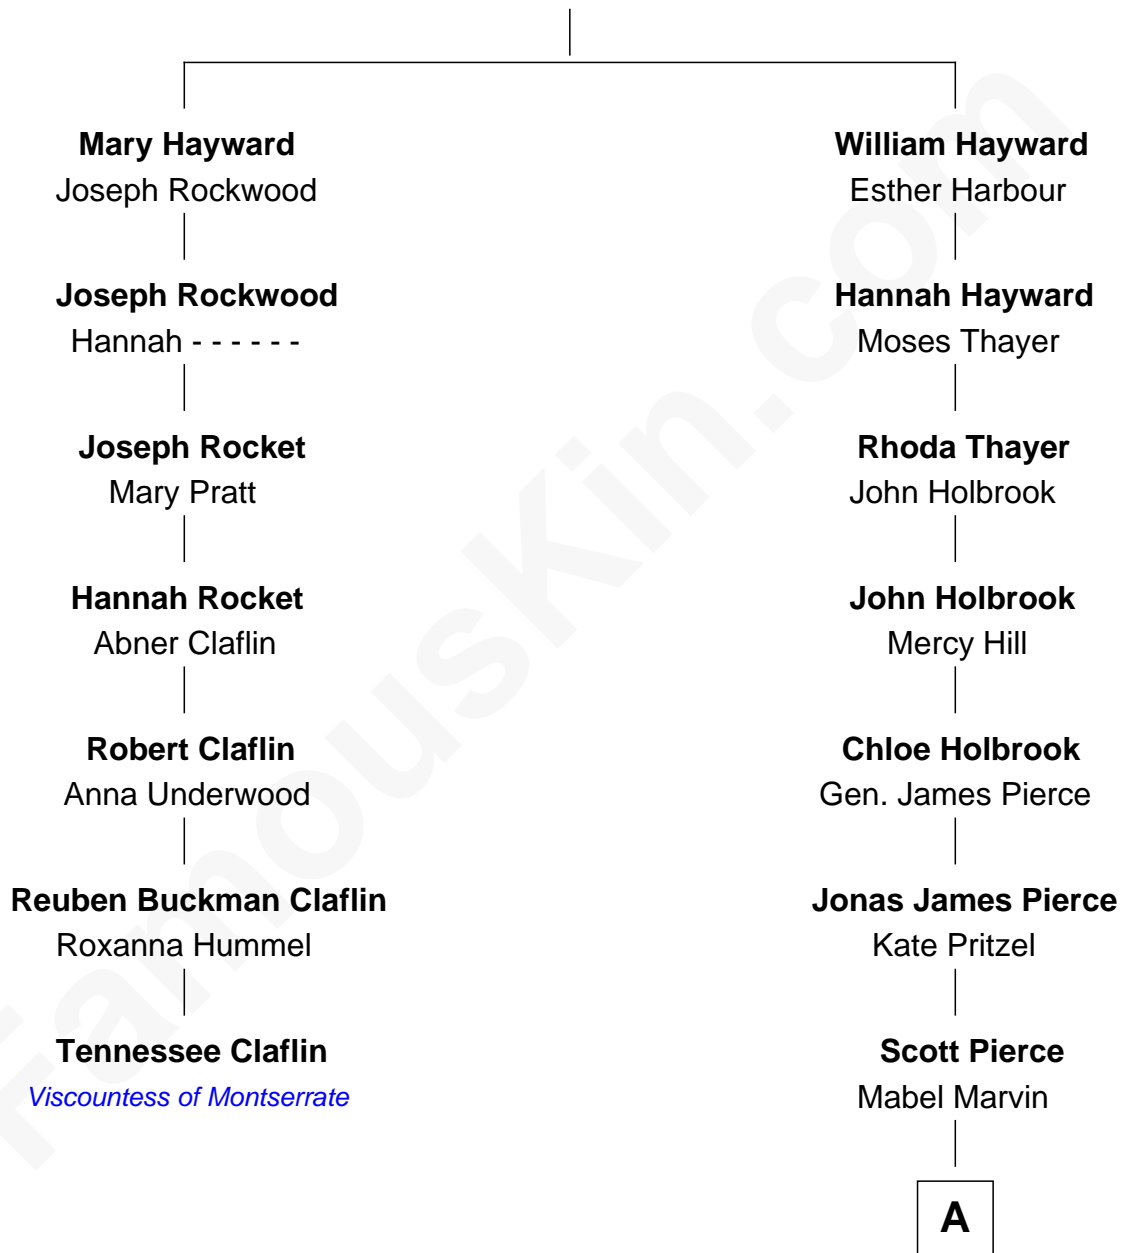 Mary Hayward
Joseph Rockwood
Joseph Rockwood
Hannah - - - - - -
Joseph Rocket
Mary Pratt
Hannah Rocket
Abner Claflin
Robert Claflin
Anna Underwood
Reuben Buckman Claflin
Roxanna Hummel
Tennessee Claflin
Viscountess of Montserrate
William Hayward
Esther Harbour
Hannah Hayward
Moses Thayer
Rhoda Thayer
John Holbrook
John Holbrook
Mercy Hill
Chloe Holbrook
Gen. James Pierce
Jonas James Pierce
Kate Pritzel
Scott Pierce
Mabel Marvin
A
FamousKin.com